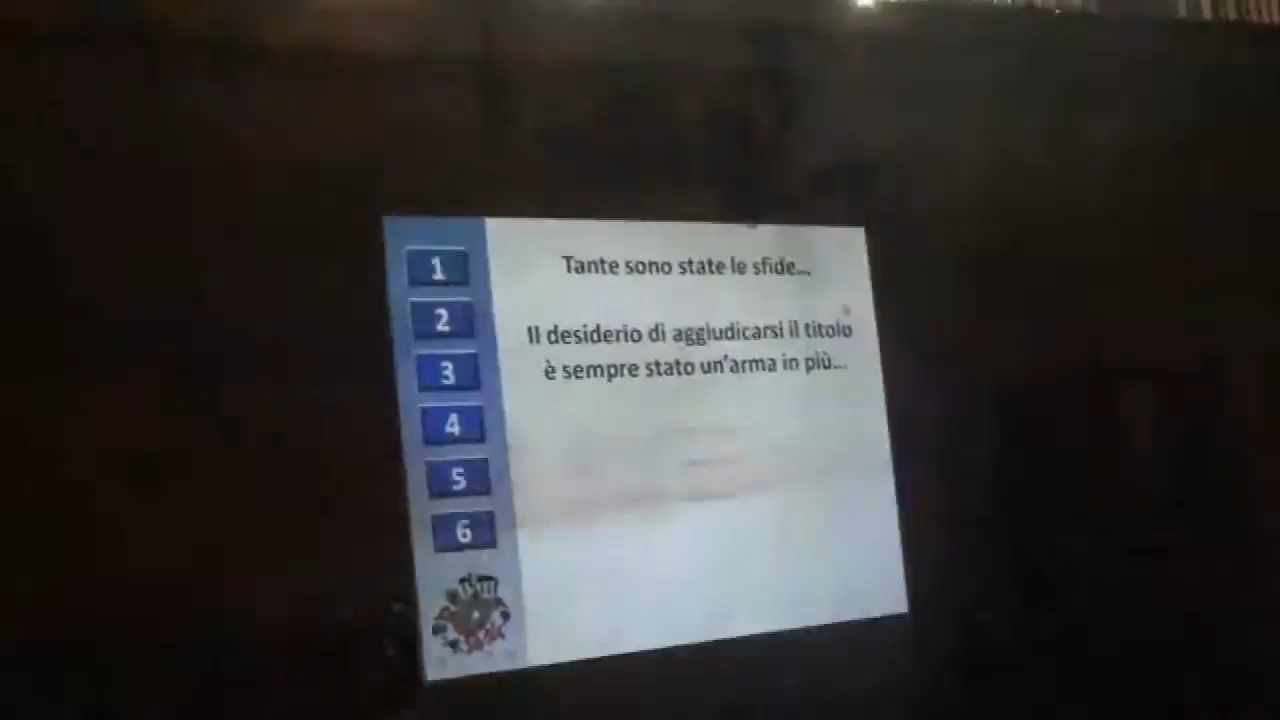 Tante sono state le sfide...
Il desiderio di aggiudicarsi il titolo
è sempre stato un'arma in più...
1
2
3
4
5
6